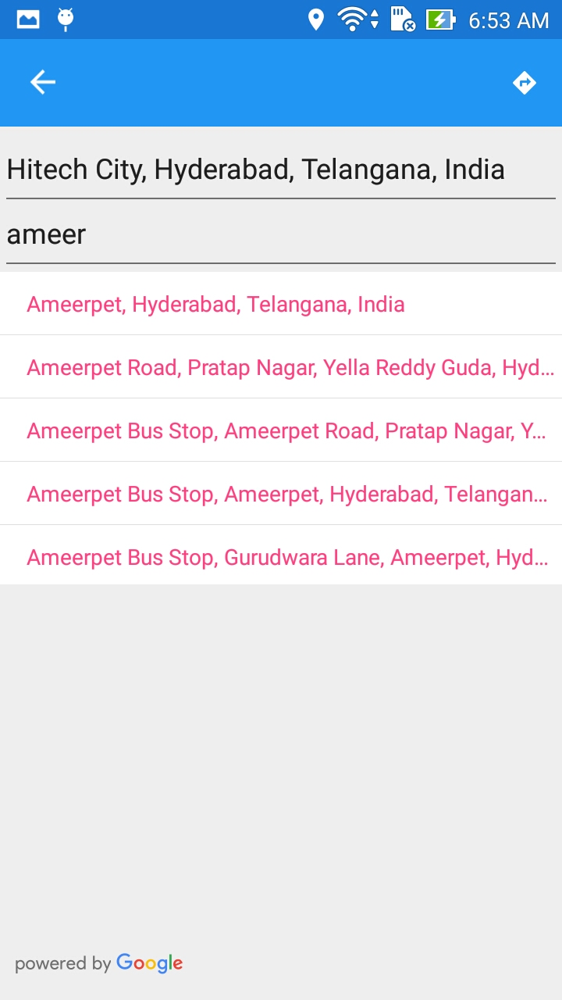 6:53 AM
Hitech City, Hyderabad, Telangana, India
ameer
Ameerpet, Hyderabad, Telangana, India
Ameerpet Road, Pratap Nagar, Yella Reddy Guda, Hyd...
Ameerpet Bus Stop, Ameerpet Road, Pratap Nagar, Y...
Ameerpet Bus Stop, Ameerpet, Hyderabad, Telangan...
Ameerpet Bus Stop, Gurudwara Lane, Ameerpet, Hyd...
powered by Google